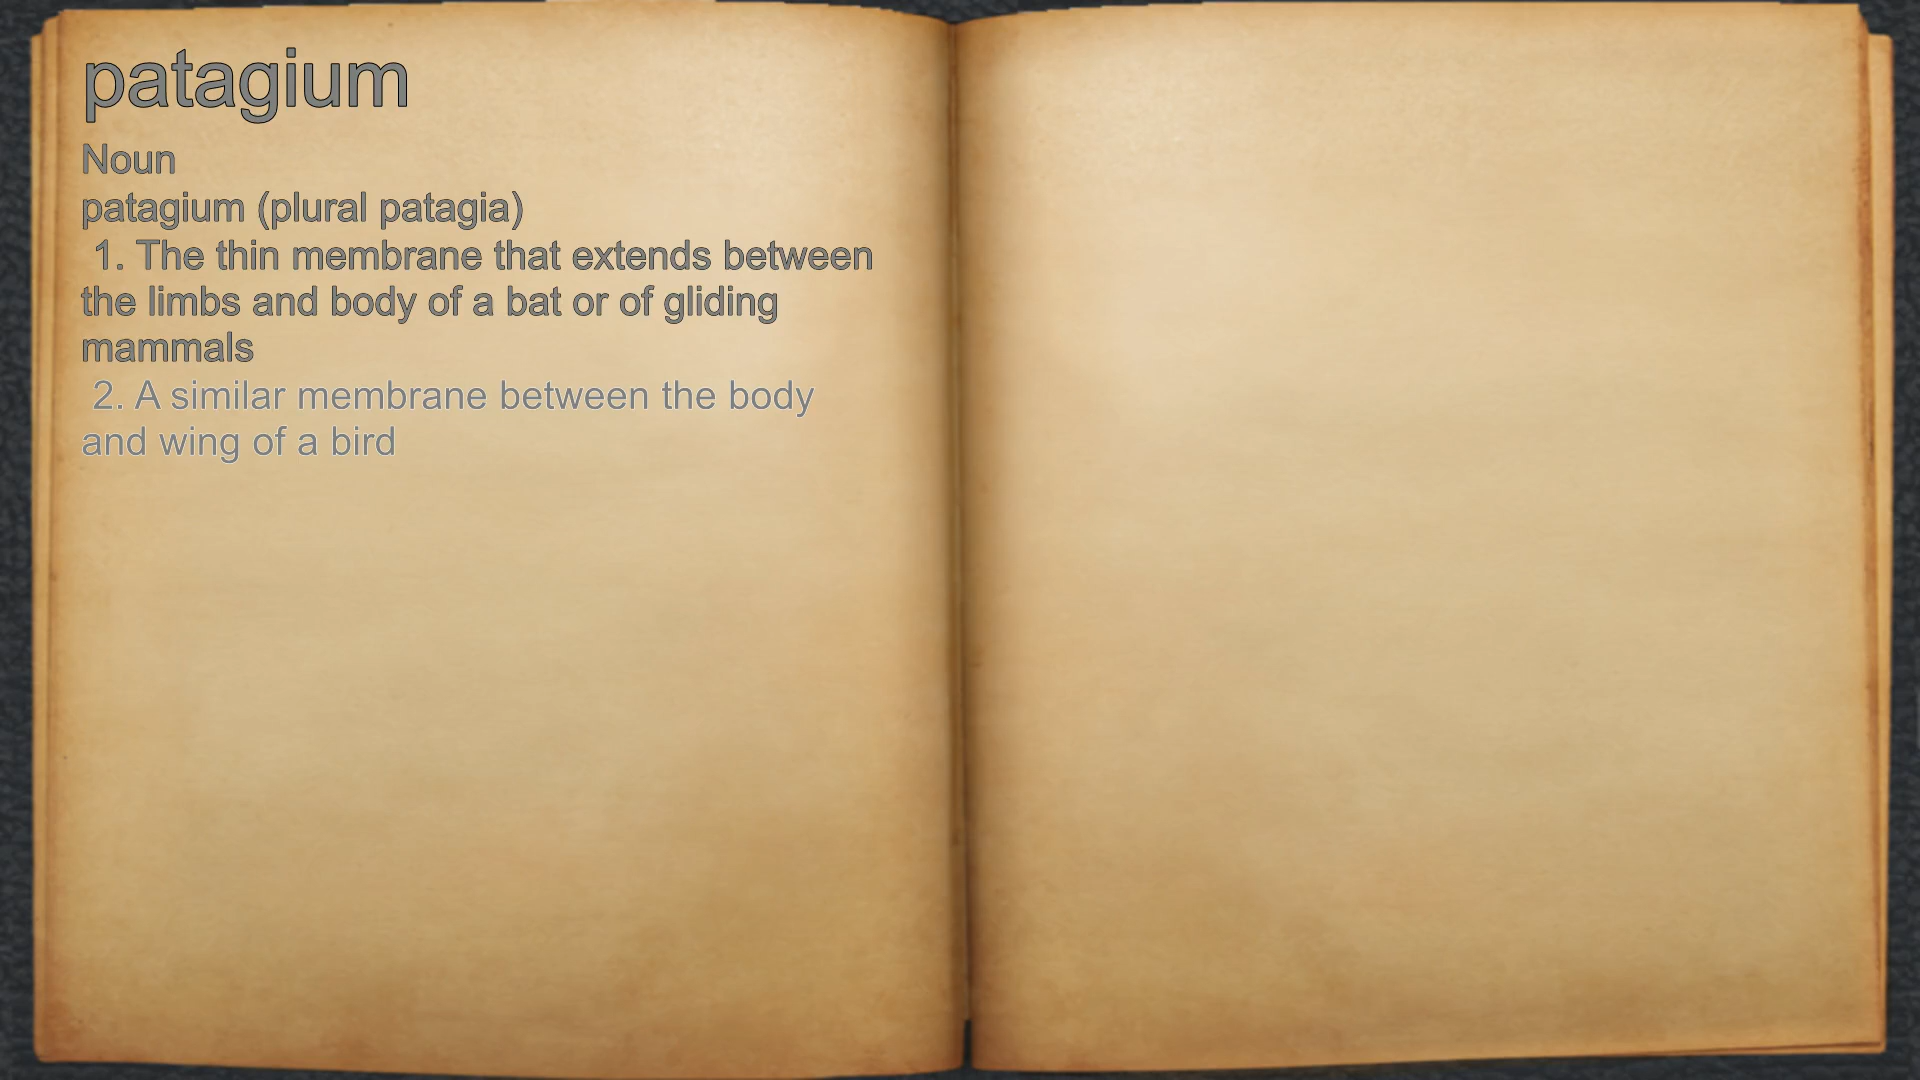 patagium
Noun
patagium (plural patagia)
1. The thin membrane that extends between
the limbs and body of a bat or of gliding
mammals
2. A similar membrane between the body
and wing of a bird